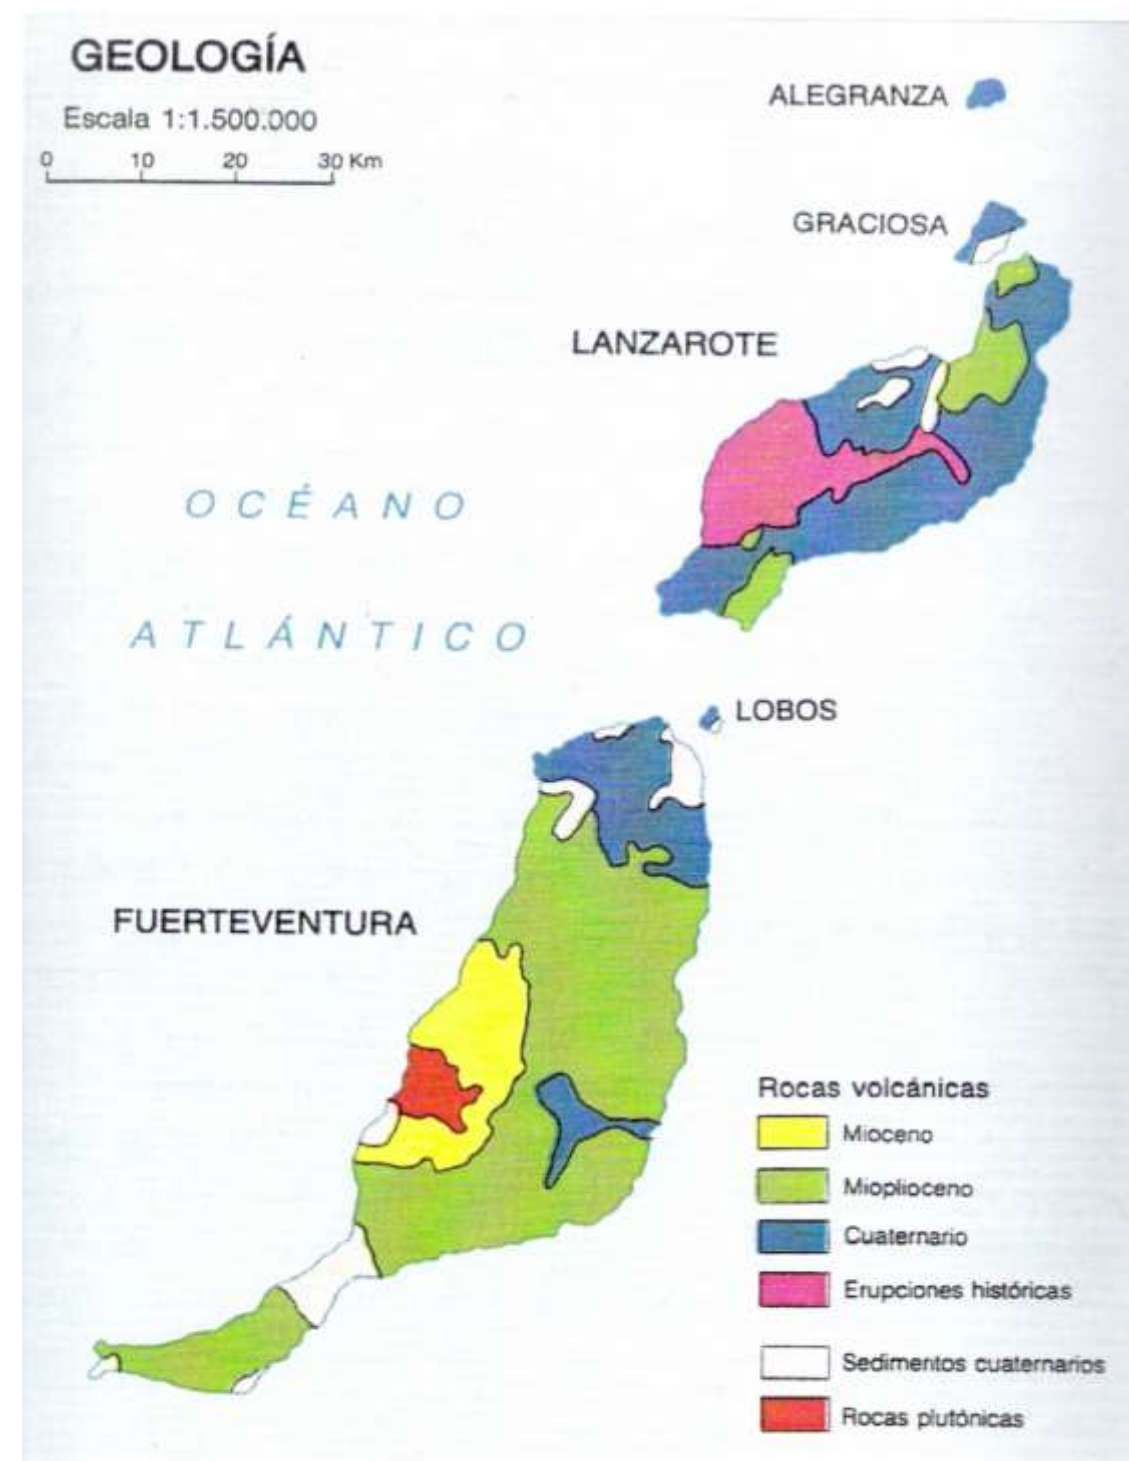 GEOLOGÍA
Escala 1:1.500.000
0 10 20 30 Km
ALEGRANZA
GRACIOSA
LANZAROTE
OCÉANO
ATLÁNTICO
LOBOS
FUERTEVENTURA
Rocas volcánicas
Mioceno
Mioplioceno
Cuaternario
Erupciones históricas
Sedimentos cuaternarios
Rocas plutónicas